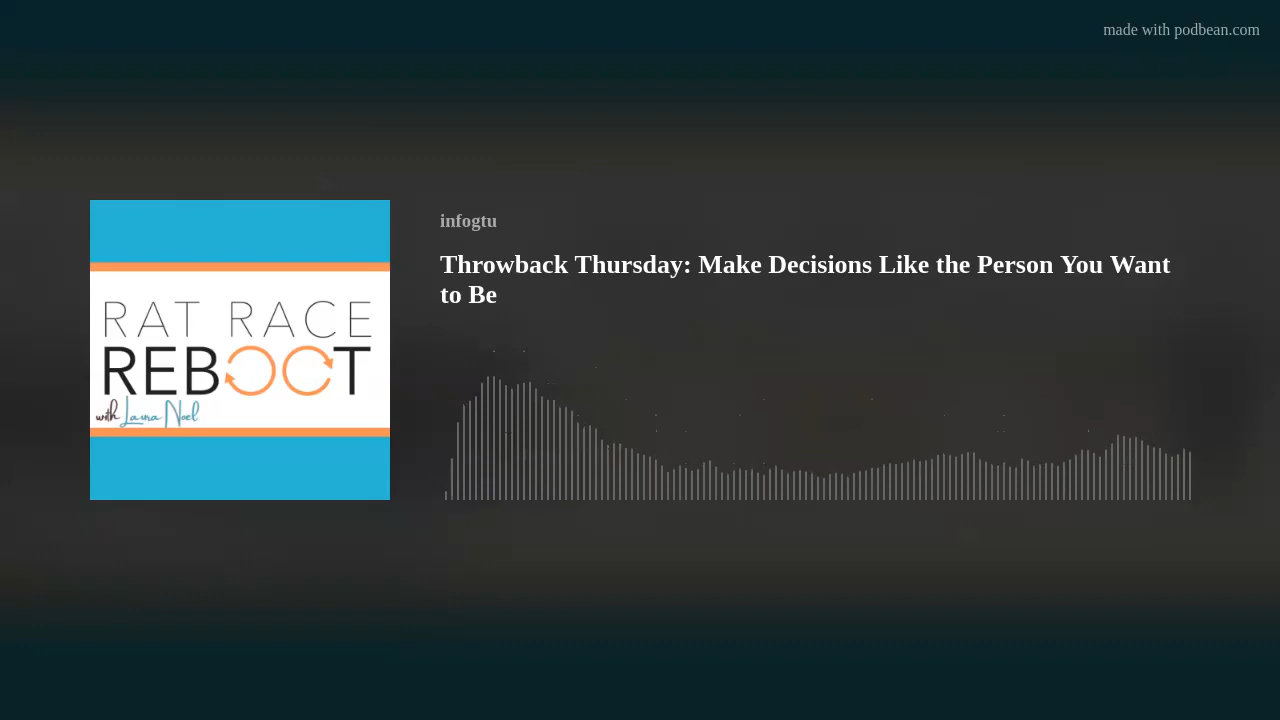 made with podbean.com
infogtu
Throwback Thursday: Make Decisions Like the Person You Want
to Be
RAT RACE
REBOOT
with Laura Noel